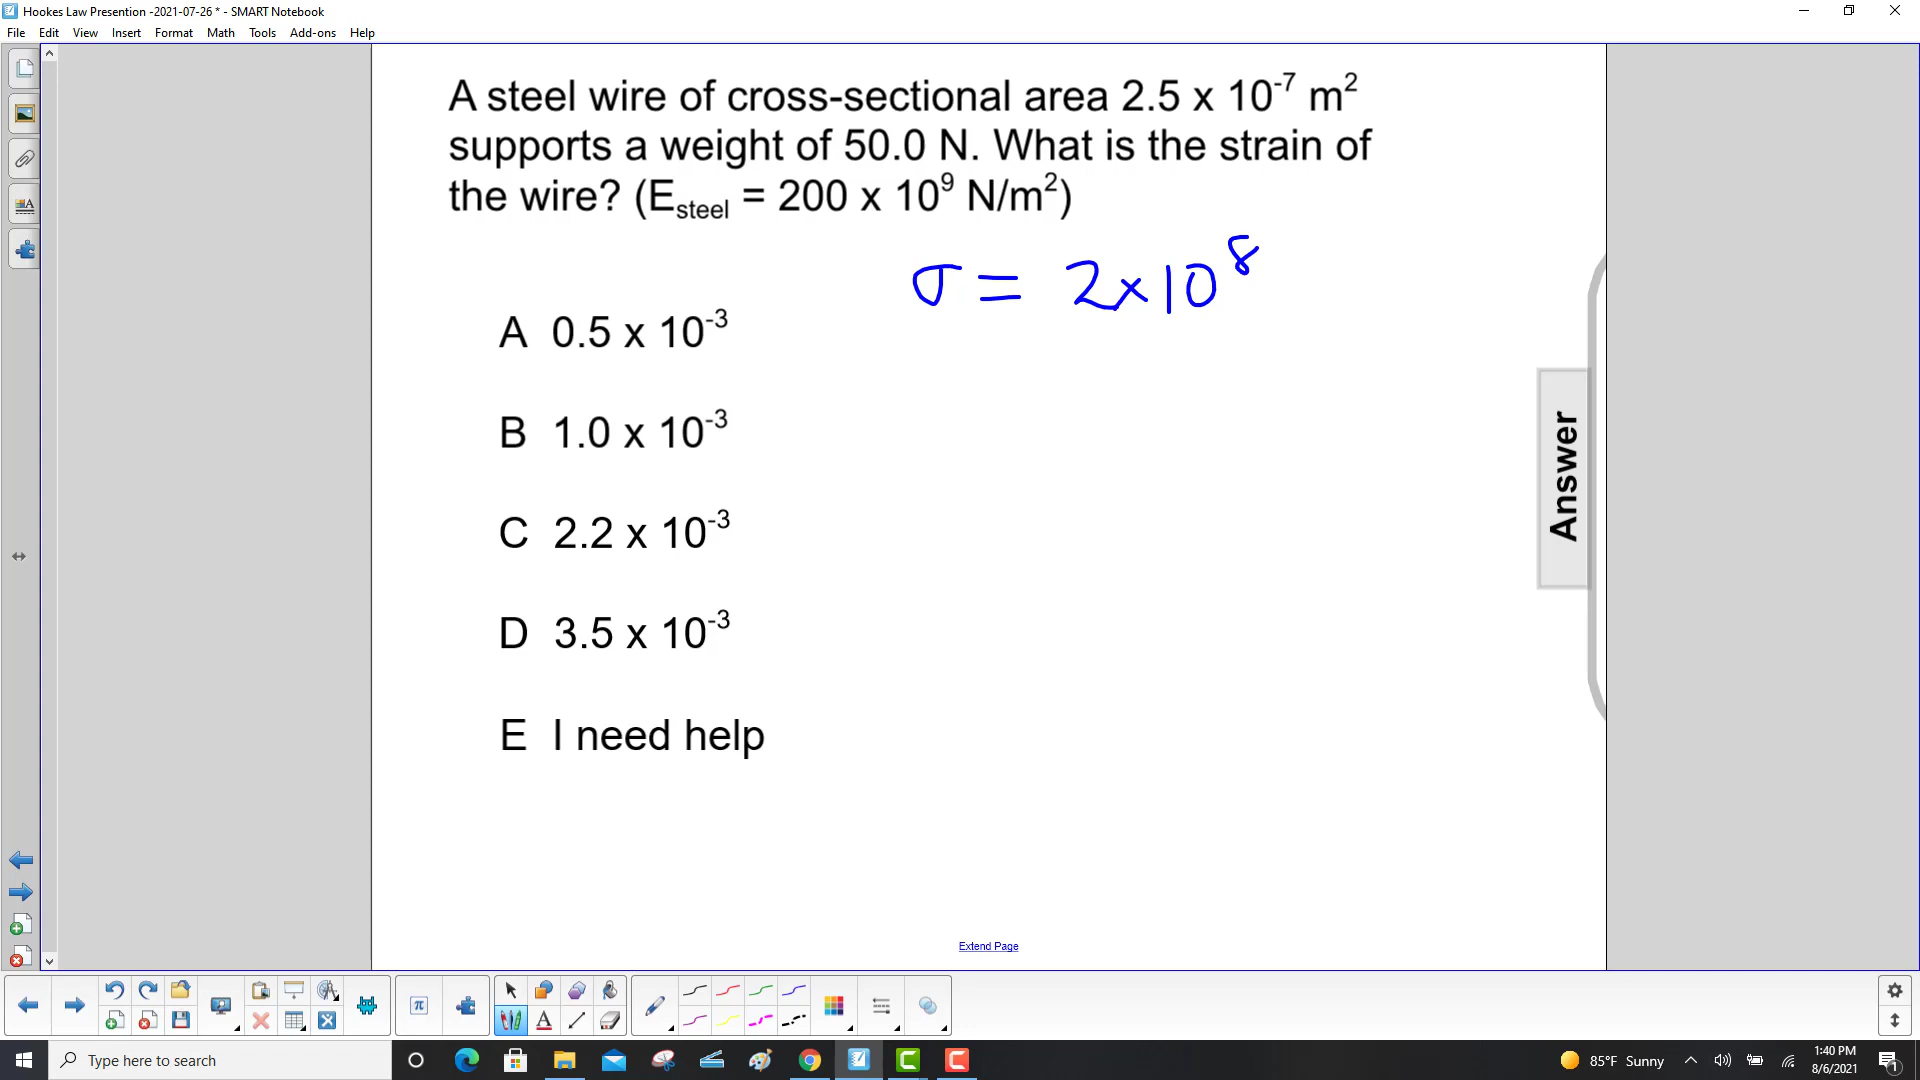 Hookes Law Presention -2021-07-26 * - SMART Notebook
File Edit View Insert Format Math Tools Add-ons Help
A steel wire of cross-sectional area 2.5 x 10⁻⁷ m²
supports a weight of 50.0 N. What is the strain of
the wire? (E_steel = 200 x 10⁹ N/m²)
σ = 2×10⁸
A 0.5 x 10⁻³
B 1.0 x 10⁻³
C 2.2 x 10⁻³
D 3.5 x 10⁻³
E I need help
Answer
Extend Page
Type here to search
85°F Sunny
1:40 PM
8/6/2021
1